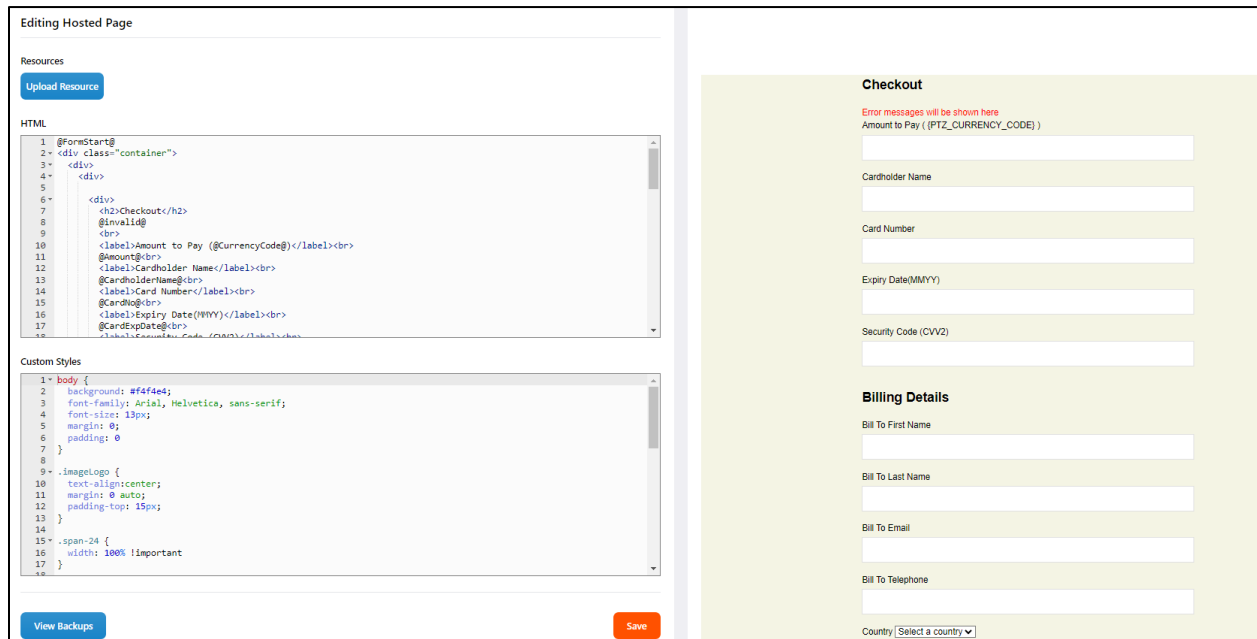 Editing Hosted Page
Resources
Upload Resource
HTML
1 @FormStart@
2 <div class="container">
3 <div>
4 <div>
5
6 <div>
7 <h2>Checkout</h2>
8 @invalid@
9 <br>
10 <label>Amount to Pay (@CurrencyCode@)</label><br>
11 @Amount@<br>
12 <label>Cardholder Name</label><br>
13 @CardholderName@<br>
14 <label>Card Number</label><br>
15 @CardNo@<br>
16 <label>Expiry Date(MMYY)</label><br>
17 @CardExpDate@<br>
18 <label>Security Code (CVV2)</label><br>
Custom Styles
1 body {
2 background: #f4f4e4;
3 font-family: Arial, Helvetica, sans-serif;
4 font-size: 13px;
5 margin: 0;
6 padding: 0
7 }
8
9 .imageLogo {
10 text-align:center;
11 margin: 0 auto;
12 padding-top: 15px;
13 }
14
15 .span-24 {
16 width: 100% !important
17 }
18
View Backups
Save
Checkout
Error messages will be shown here
Amount to Pay ( {PTZ_CURRENCY_CODE} )
Cardholder Name
Card Number
Expiry Date(MMYY)
Security Code (CVV2)
Billing Details
Bill To First Name
Bill To Last Name
Bill To Email
Bill To Telephone
Country Select a country